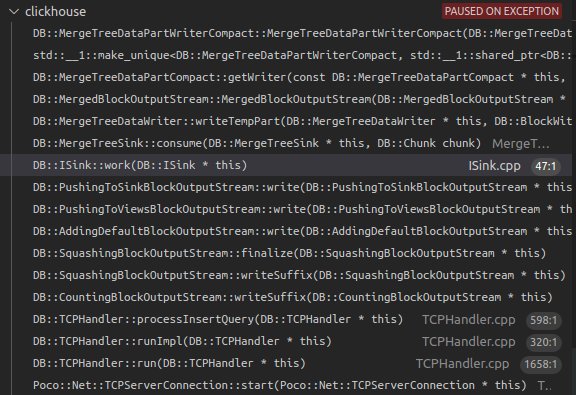 clickhouse PAUSED ON EXCEPTION
DB::MergeTreeDataPartWriterCompact::MergeTreeDataPartWriterCompact(DB::MergeTreeDat
std::__1::make_unique<DB::MergeTreeDataPartWriterCompact, std::__1::shared_ptr<DB::
DB::MergeTreeDataPartCompact::getWriter(const DB::MergeTreeDataPartCompact * this,
DB::MergedBlockOutputStream::MergedBlockOutputStream(DB::MergedBlockOutputStream *
DB::MergeTreeDataWriter::writeTempPart(DB::MergeTreeDataWriter * this, DB::BlockWit
DB::MergeTreeSink::consume(DB::MergeTreeSink * this, DB::Chunk chunk) MergeT...
DB::ISink::work(DB::ISink * this) ISink.cpp 47:1
DB::PushingToSinkBlockOutputStream::write(DB::PushingToSinkBlockOutputStream * this
DB::PushingToViewsBlockOutputStream::write(DB::PushingToViewsBlockOutputStream * th
DB::AddingDefaultBlockOutputStream::write(DB::AddingDefaultBlockOutputStream * this
DB::SquashingBlockOutputStream::finalize(DB::SquashingBlockOutputStream * this)
DB::SquashingBlockOutputStream::writeSuffix(DB::SquashingBlockOutputStream * this)
DB::CountingBlockOutputStream::writeSuffix(DB::CountingBlockOutputStream * this)
DB::TCPHandler::processInsertQuery(DB::TCPHandler * this) TCPHandler.cpp 598:1
DB::TCPHandler::runImpl(DB::TCPHandler * this) TCPHandler.cpp 320:1
DB::TCPHandler::run(DB::TCPHandler * this) TCPHandler.cpp 1658:1
Poco::Net::TCPServerConnection::start(Poco::Net::TCPServerConnection * this) T...